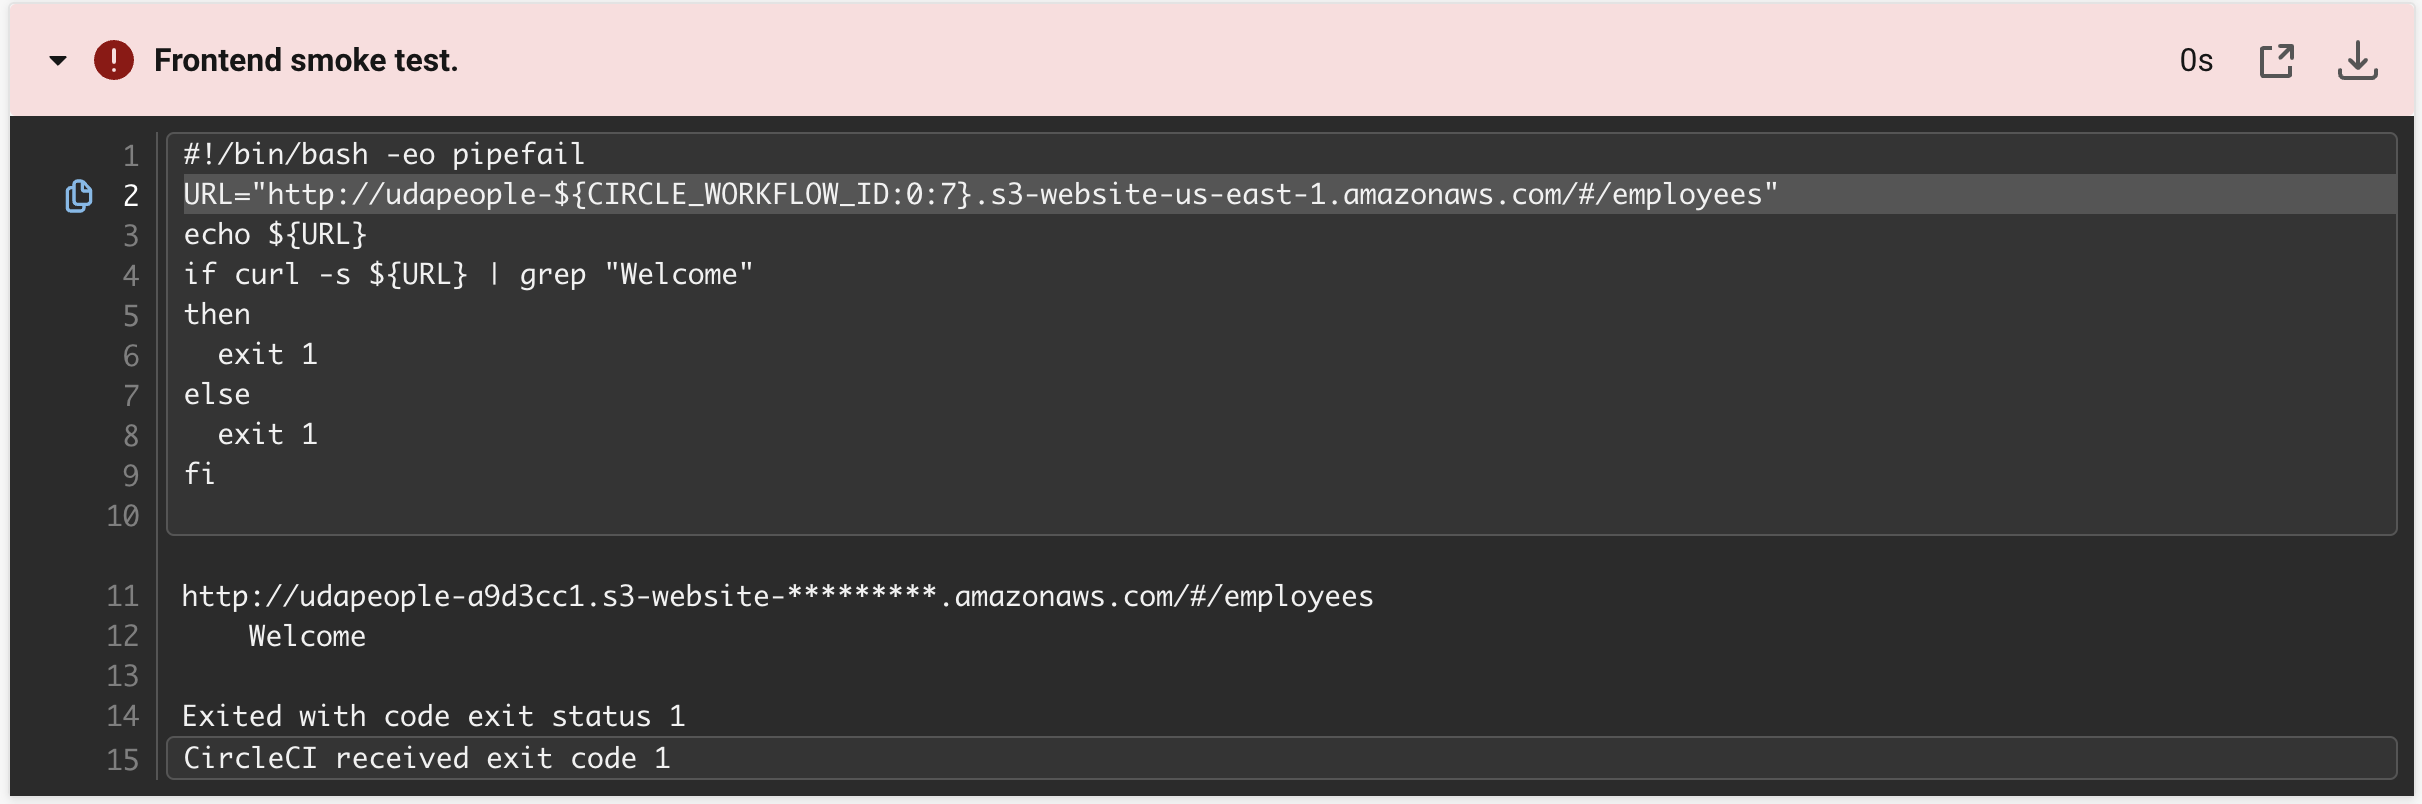 Frontend smoke test.
0s
1 #!/bin/bash -eo pipefail
2 URL="http://udapeople-${CIRCLE_WORKFLOW_ID:0:7}.s3-website-us-east-1.amazonaws.com/#/employees"
3 echo ${URL}
4 if curl -s ${URL} | grep "Welcome"
5 then
6   exit 1
7 else
8   exit 1
9 fi
10
11 http://udapeople-a9d3cc1.s3-website-*********.amazonaws.com/#/employees
12     Welcome
13
14 Exited with code exit status 1
15 CircleCI received exit code 1